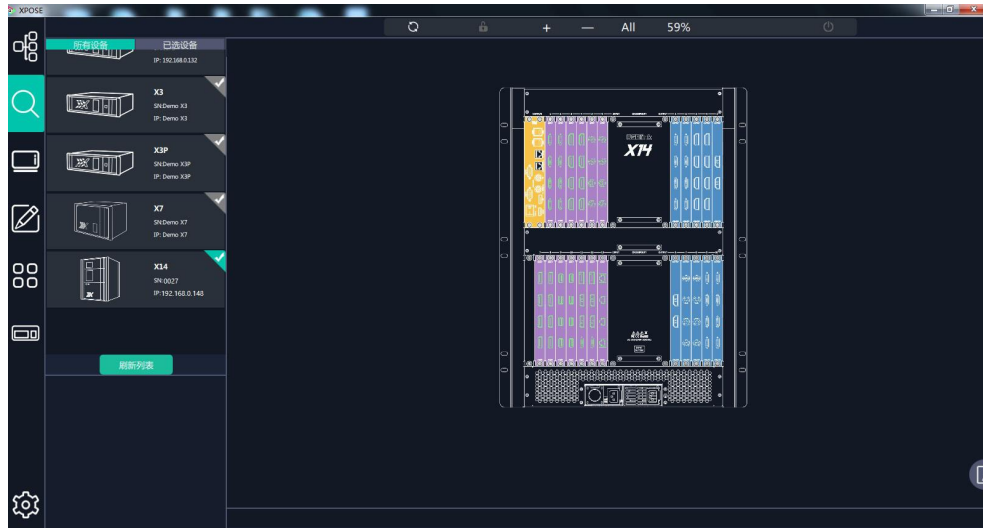 XPOSE
All 59%
所有设备 已选设备
IP: 192.168.0.132
X3
SN:Demo X3
IP: Demo X3
X3P
SN:Demo X3P
IP: Demo X3P
X7
SN:Demo X7
IP: Demo X7
X14
SN:0027
IP:192.168.0.148
刷新列表
X14